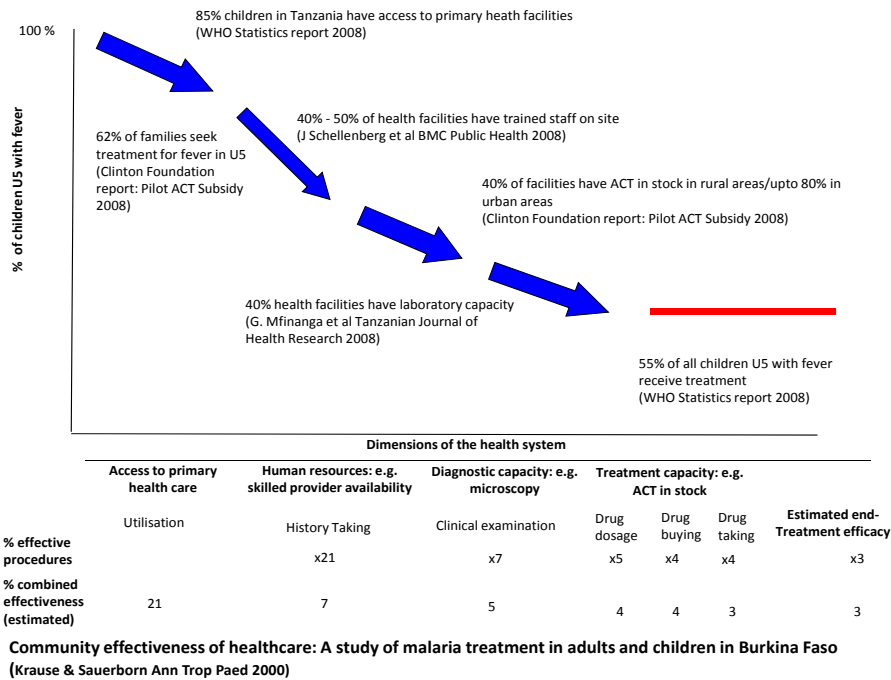 85% children in Tanzania have access to primary heath facilities
(WHO Statistics report 2008)
100 %
% of children U5 with fever
40% - 50% of health facilities have trained staff on site
(J Schellenberg et al BMC Public Health 2008)
62% of families seek
treatment for fever in U5
(Clinton Foundation
report: Pilot ACT Subsidy
2008)
40% of facilities have ACT in stock in rural areas/upto 80% in
urban areas
(Clinton Foundation report: Pilot ACT Subsidy 2008)
40% health facilities have laboratory capacity
(G. Mfinanga et al Tanzanian Journal of
Health Research 2008)
55% of all children U5 with fever
receive treatment
(WHO Statistics report 2008)
Dimensions of the health system
Access to primary
health care
Human resources: e.g.
skilled provider availability
Diagnostic capacity: e.g.
microscopy
Treatment capacity: e.g.
ACT in stock
Estimated end-
Treatment efficacy
Utilisation
History Taking
Clinical examination
Drug
dosage
Drug
buying
Drug
taking
% effective
procedures
x21 x7 x5 x4 x4 x3
% combined
effectiveness
(estimated)
21 7 5 4 4 3 3
Community effectiveness of healthcare: A study of malaria treatment in adults and children in Burkina Faso
(Krause & Sauerborn Ann Trop Paed 2000)